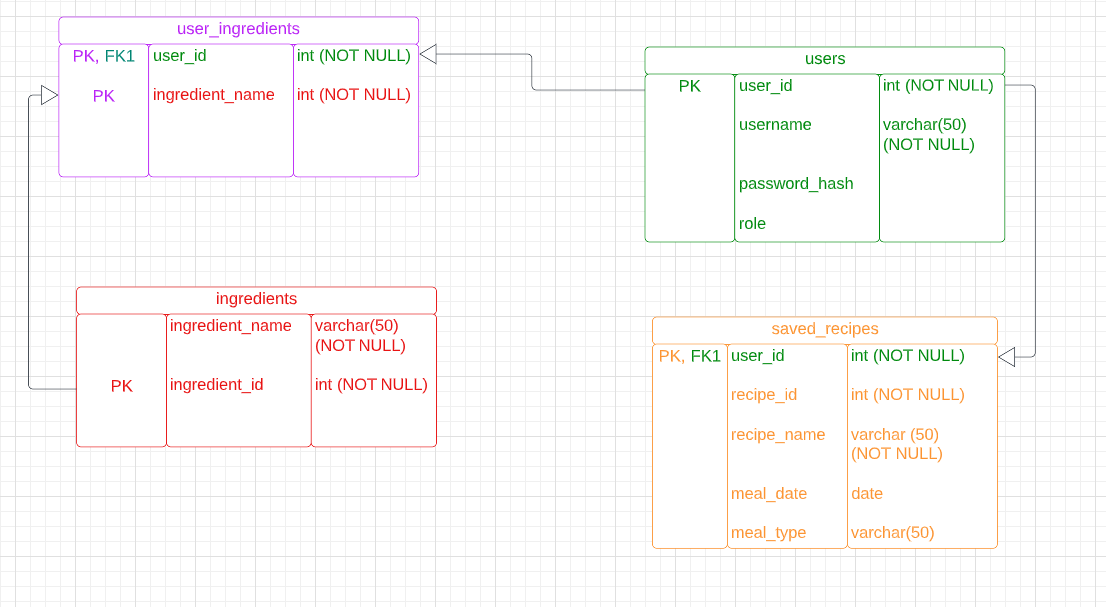 user_ingredients
PK, FK1 user_id int (NOT NULL)
PK ingredient_name int (NOT NULL)
users
PK user_id int (NOT NULL)
username varchar(50)
(NOT NULL)
password_hash
role
ingredients
ingredient_name varchar(50)
(NOT NULL)
PK ingredient_id int (NOT NULL)
saved_recipes
PK, FK1 user_id int (NOT NULL)
recipe_id int (NOT NULL)
recipe_name varchar (50)
(NOT NULL)
meal_date date
meal_type varchar(50)